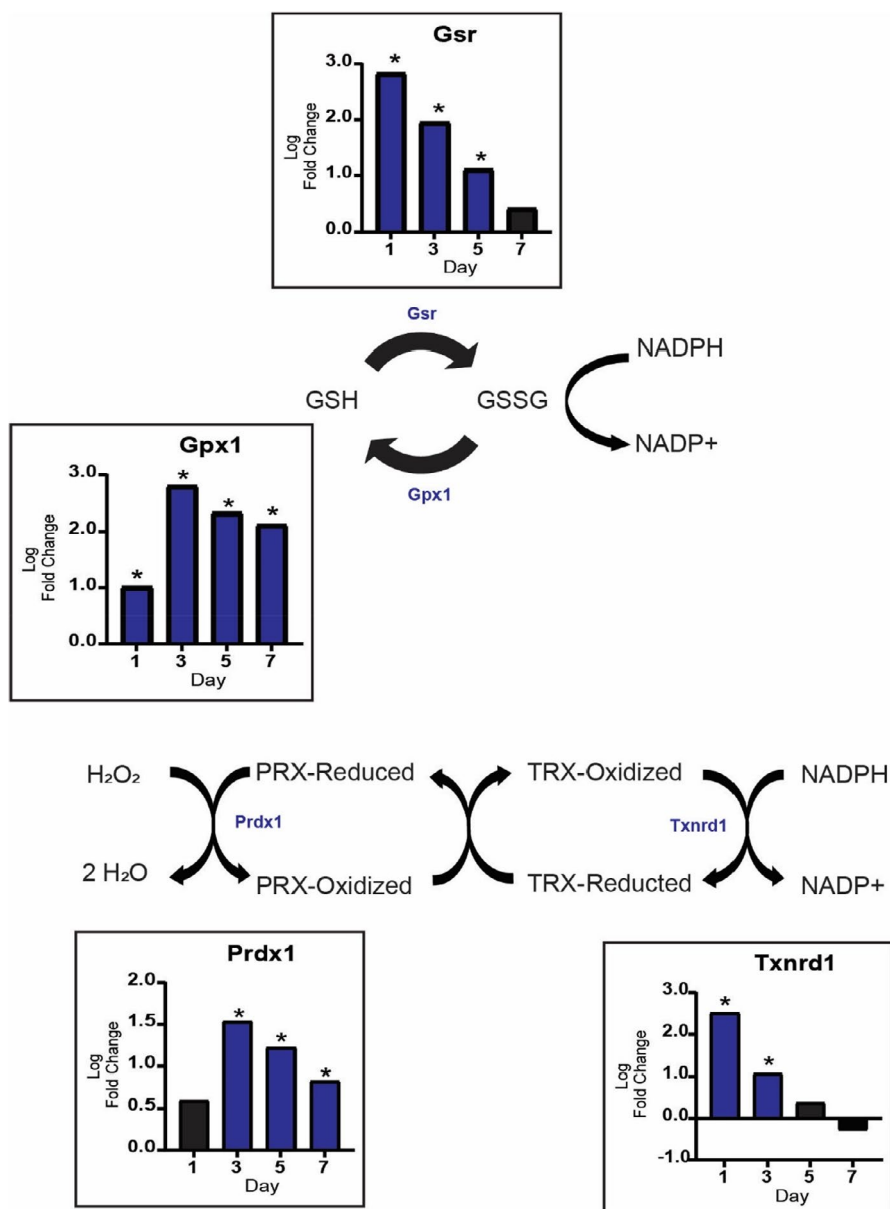 Gsr
Log
Fold Change
3.0
2.0
1.0
0.0
*
*
*
1 3 5 7
Day
Gsr
GSH
GSSG
NADPH
NADP+
Gpx1
Gpx1
Log
Fold Change
3.0
2.0
1.0
0.0
*
*
*
*
1 3 5 7
Day
H₂O₂
PRX-Reduced
TRX-Oxidized
NADPH
Prdx1
Txnrd1
2 H₂O
PRX-Oxidized
TRX-Reducted
NADP+
Prdx1
Log
Fold Change
2.0
1.5
1.0
0.5
0.0
*
*
*
1 3 5 7
Day
Txnrd1
Log
Fold Change
3.0
2.0
1.0
0.0
-1.0
*
*
1 3 5 7
Day